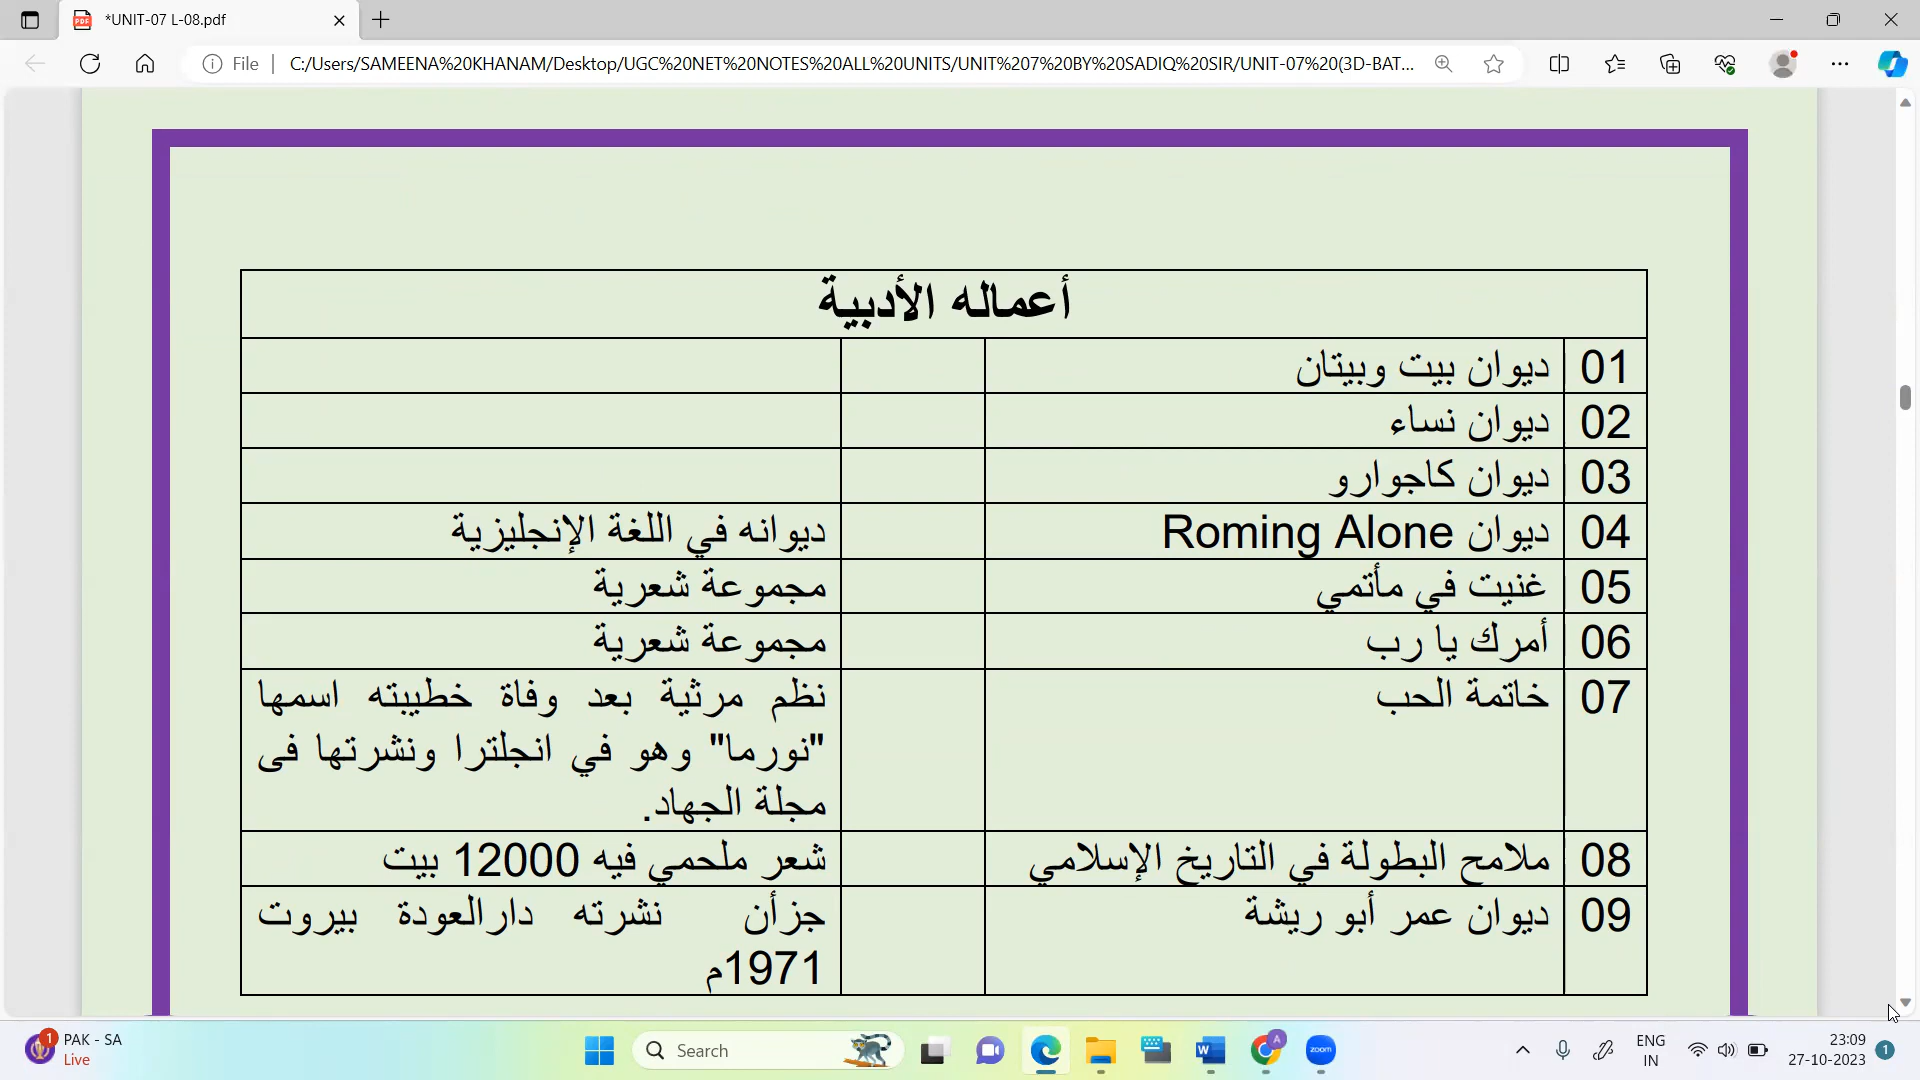 *UNIT-07 L-08.pdf
File
C:/Users/SAMEENA%20KHANAM/Desktop/UGC%20NET%20NOTES%20ALL%20UNITS/UNIT%207%20BY%20SADIQ%20SIR/UNIT-07%20(3D-BAT...
أعماله الأدبية
01 ديوان بيت وبيتان
02 ديوان نساء
03 ديوان كاجوارو
04 ديوان Roming Alone ديوانه في اللغة الإنجليزية
05 غنيت في مأتمي مجموعة شعرية
06 أمرك يا رب مجموعة شعرية
07 خاتمة الحب نظم مرثية بعد وفاة خطيبته اسمها
"نورما" وهو في انجلترا ونشرتها فى
مجلة الجهاد.
08 ملامح البطولة في التاريخ الإسلامي شعر ملحمي فيه 12000 بيت
09 ديوان عمر أبو ريشة جزأن نشرته دارالعودة بيروت
1971م
1
PAK - SA
Live
Search
A
zoom
ENG
IN
23:09
27-10-2023
1